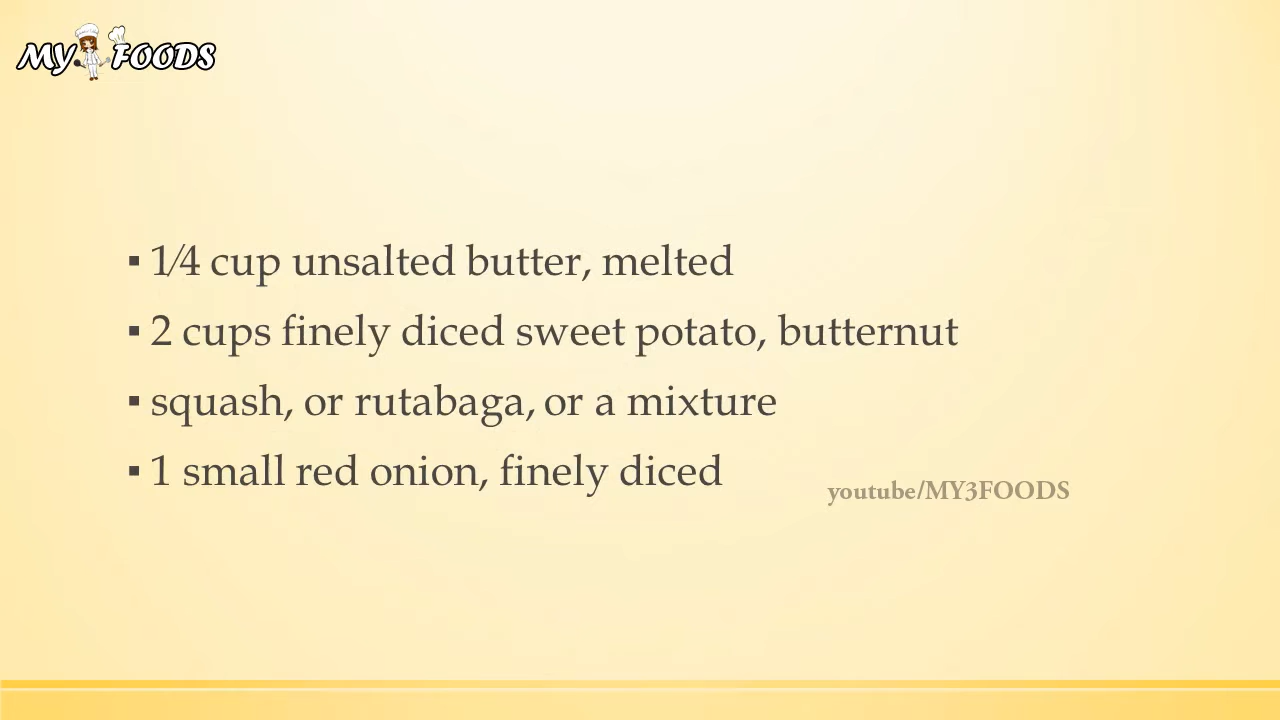 MY FOODS
▪ 1⁄4 cup unsalted butter, melted
▪ 2 cups finely diced sweet potato, butternut
▪ squash, or rutabaga, or a mixture
▪ 1 small red onion, finely diced
youtube/MY3FOODS